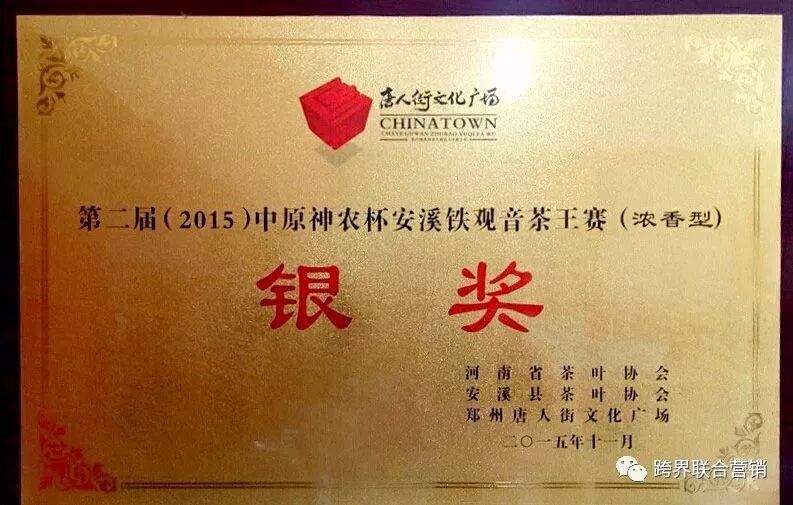 唐人街文化广场
CHINATOWN
第二届(2015)中原神农杯安溪铁观音茶王赛(浓香型)
银奖
河南省茶叶协会
安溪县茶叶协会
郑州唐人街文化广场
二〇一五年十一月
跨界联合营销